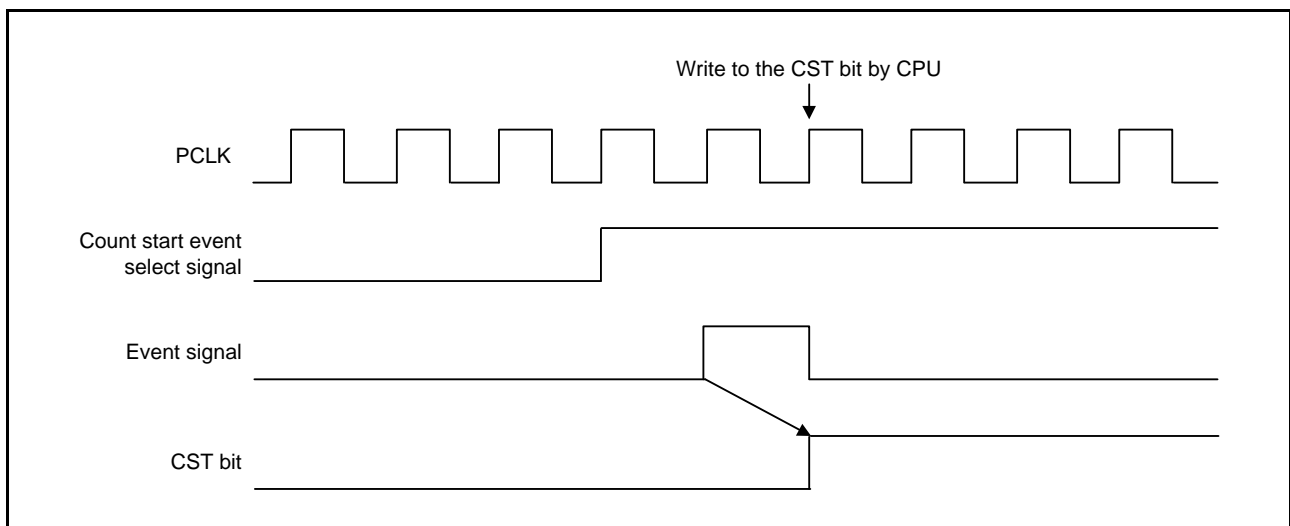 Write to the CST bit by CPU
PCLK
Count start event
select signal
Event signal
CST bit